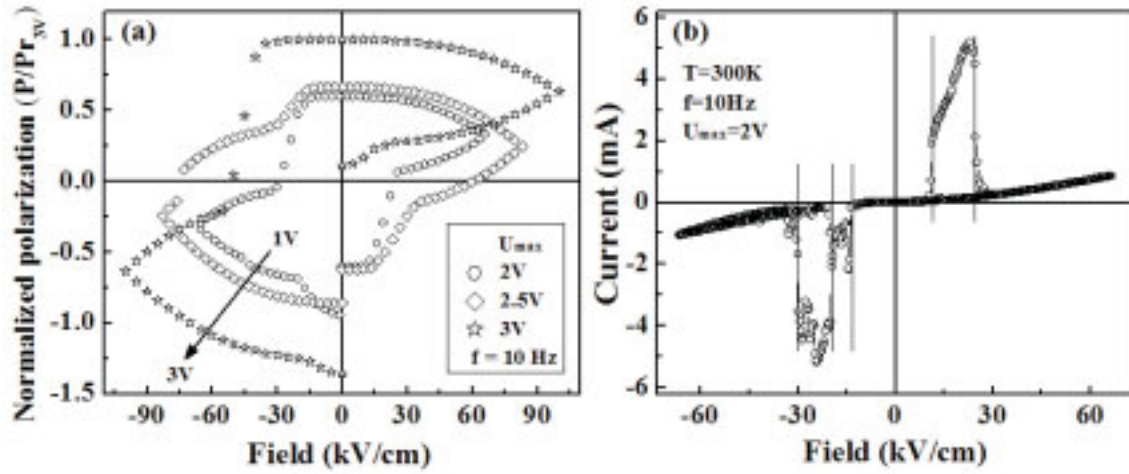 (a)
Normalized polarization (P/Pr3V)
1.0
0.5
0.0
-0.5
-1.0
-1.5
1V
3V
Umax
2V
2.5V
3V
f = 10 Hz
-90 -60 -30 0 30 60 90
Field (kV/cm)
(b)
Current (mA)
6
4
2
0
-2
-4
-6
T=300K
f=10Hz
Umax=2V
-60 -30 0 30 60
Field (kV/cm)